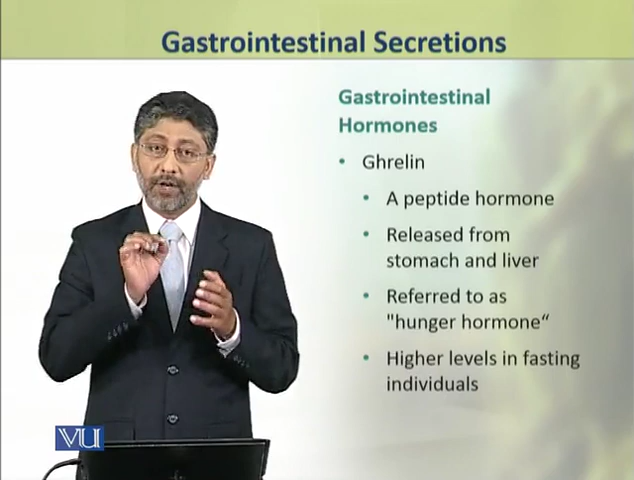 Gastrointestinal Secretions
Gastrointestinal
Hormones
• Ghrelin
• A peptide hormone
• Released from
stomach and liver
• Referred to as
"hunger hormone“
• Higher levels in fasting
individuals
VU